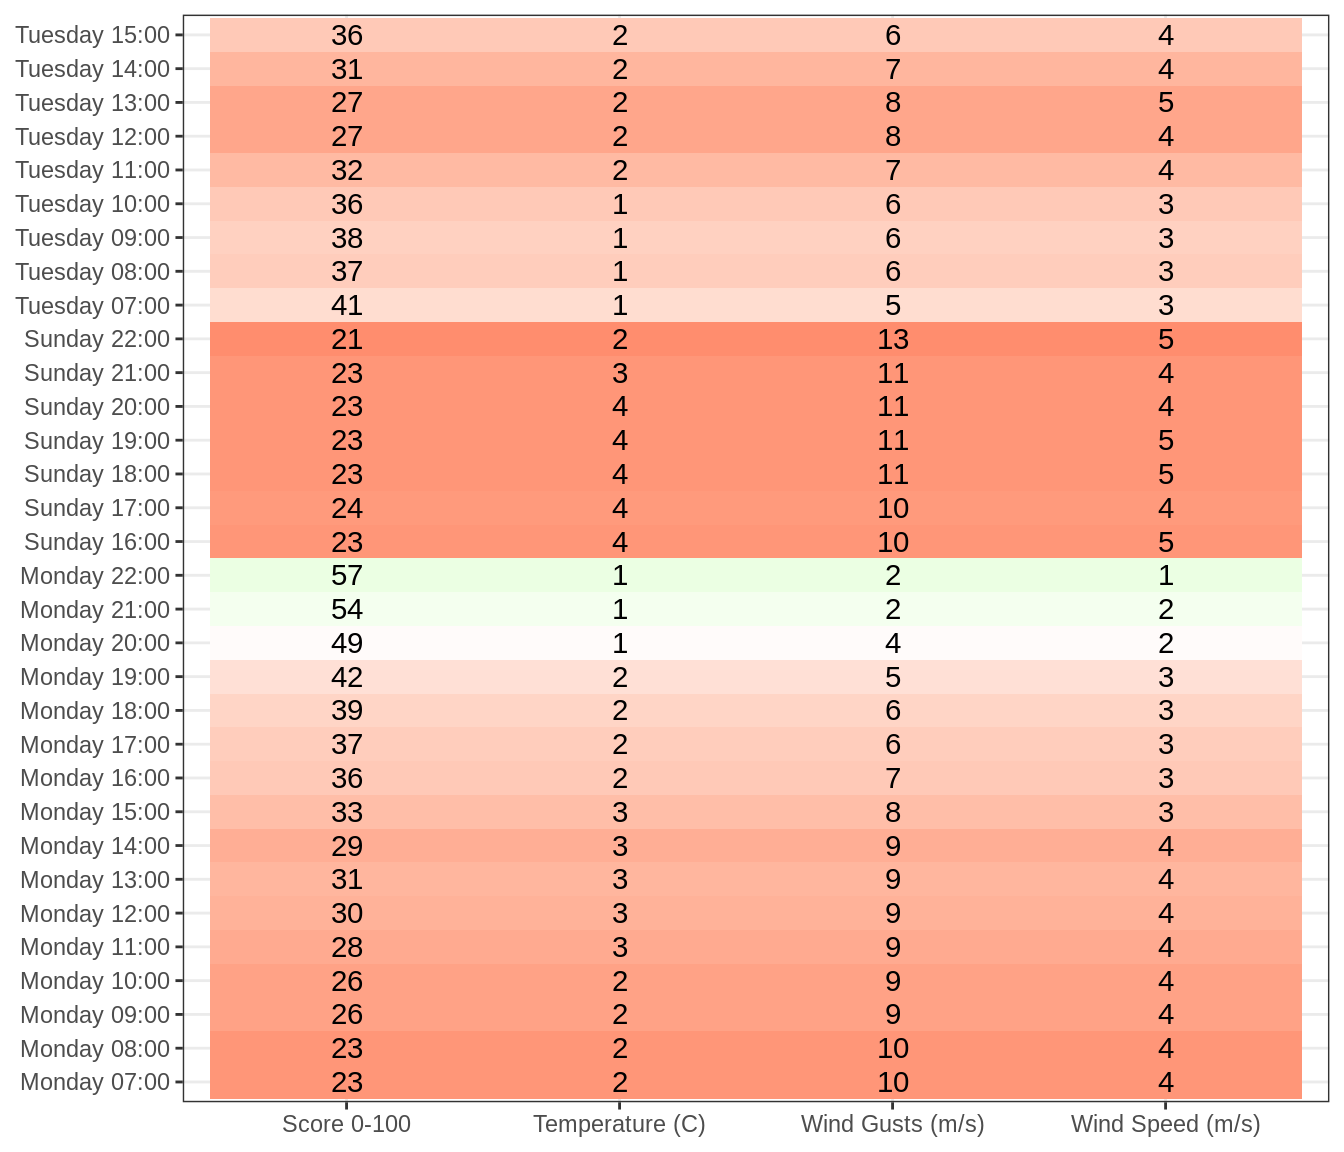 Tuesday 15:00 36 2 6 4
Tuesday 14:00 31 2 7 4
Tuesday 13:00 27 2 8 5
Tuesday 12:00 27 2 8 4
Tuesday 11:00 32 2 7 4
Tuesday 10:00 36 1 6 3
Tuesday 09:00 38 1 6 3
Tuesday 08:00 37 1 6 3
Tuesday 07:00 41 1 5 3
Sunday 22:00 21 2 13 5
Sunday 21:00 23 3 11 4
Sunday 20:00 23 4 11 4
Sunday 19:00 23 4 11 5
Sunday 18:00 23 4 11 5
Sunday 17:00 24 4 10 4
Sunday 16:00 23 4 10 5
Monday 22:00 57 1 2 1
Monday 21:00 54 1 2 2
Monday 20:00 49 1 4 2
Monday 19:00 42 2 5 3
Monday 18:00 39 2 6 3
Monday 17:00 37 2 6 3
Monday 16:00 36 2 7 3
Monday 15:00 33 3 8 3
Monday 14:00 29 3 9 4
Monday 13:00 31 3 9 4
Monday 12:00 30 3 9 4
Monday 11:00 28 3 9 4
Monday 10:00 26 2 9 4
Monday 09:00 26 2 9 4
Monday 08:00 23 2 10 4
Monday 07:00 23 2 10 4
Score 0-100 Temperature (C) Wind Gusts (m/s) Wind Speed (m/s)